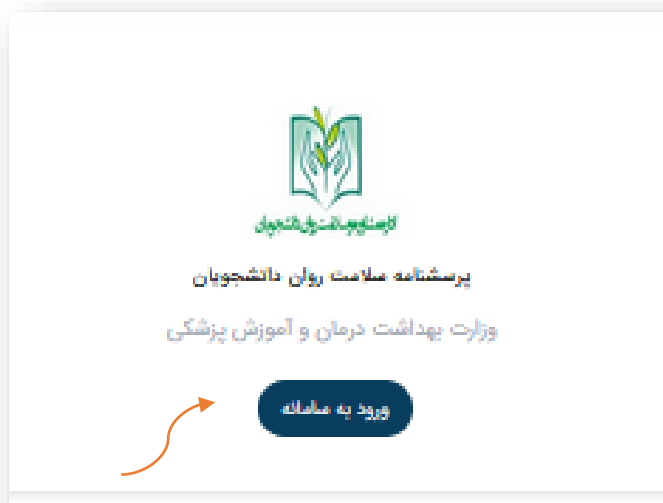 پرسشنامه سلامت روان دانشجویان
وزارت بهداشت درمان و آموزش پزشکی
ورود به سامانه